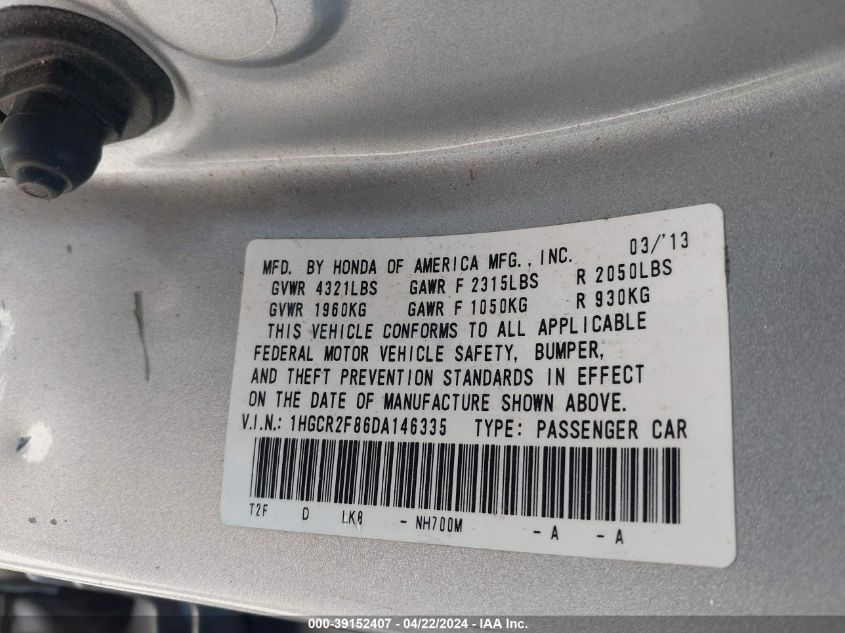 MFD. BY HONDA OF AMERICA MFG., INC. 03/'13
GVWR 4321LBS GAWR F 2315LBS R 2050LBS
GVWR 1960KG GAWR F 1050KG R 930KG
THIS VEHICLE CONFORMS TO ALL APPLICABLE
FEDERAL MOTOR VEHICLE SAFETY, BUMPER,
AND THEFT PREVENTION STANDARDS IN EFFECT
ON THE DATE OF MANUFACTURE SHOWN ABOVE.
V.I.N.: 1HGCR2F86DA146335 TYPE: PASSENGER CAR
T2F D LK8 - NH700M - A - A
000-39152407 - 04/22/2024 - IAA Inc.